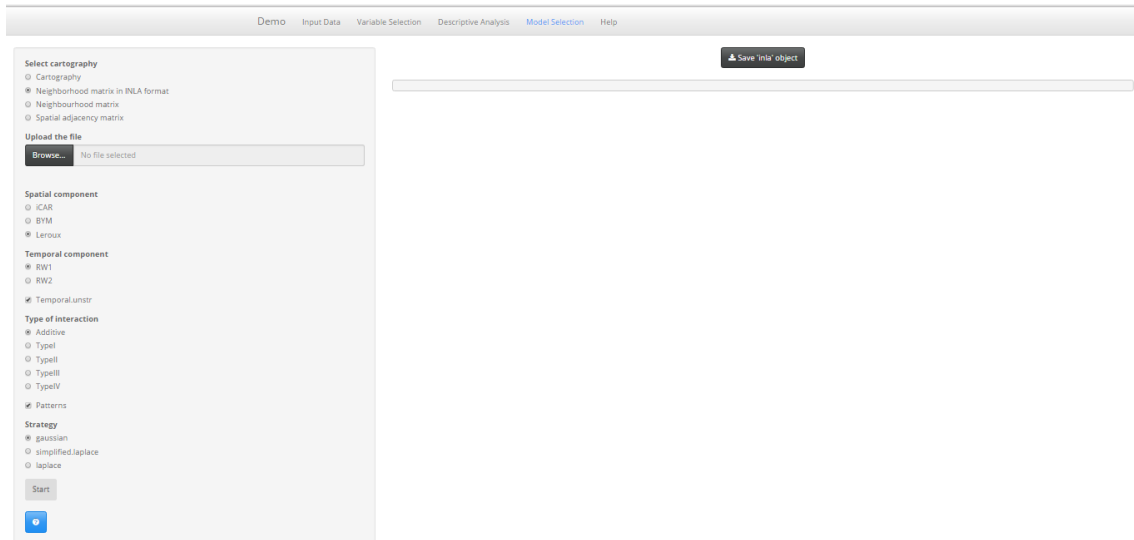 Demo Input Data Variable Selection Descriptive Analysis Model Selection Help
Select cartography
Cartography
Neighborhood matrix in INLA format
Neighbourhood matrix
Spatial adjacency matrix
Upload the file
Browse... No file selected
Spatial component
iCAR
BYM
Leroux
Temporal component
RW1
RW2
Temporal.unstr
Type of interaction
Additive
TypeI
TypeII
TypeIII
TypeIV
Patterns
Strategy
gaussian
simplified.laplace
laplace
Start
?
Save 'inla' object